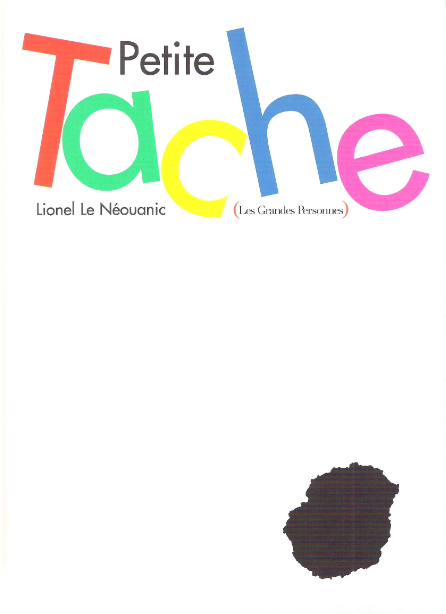 Petite
Tache
Lionel Le Néouanic
(Les Grandes Personnes)